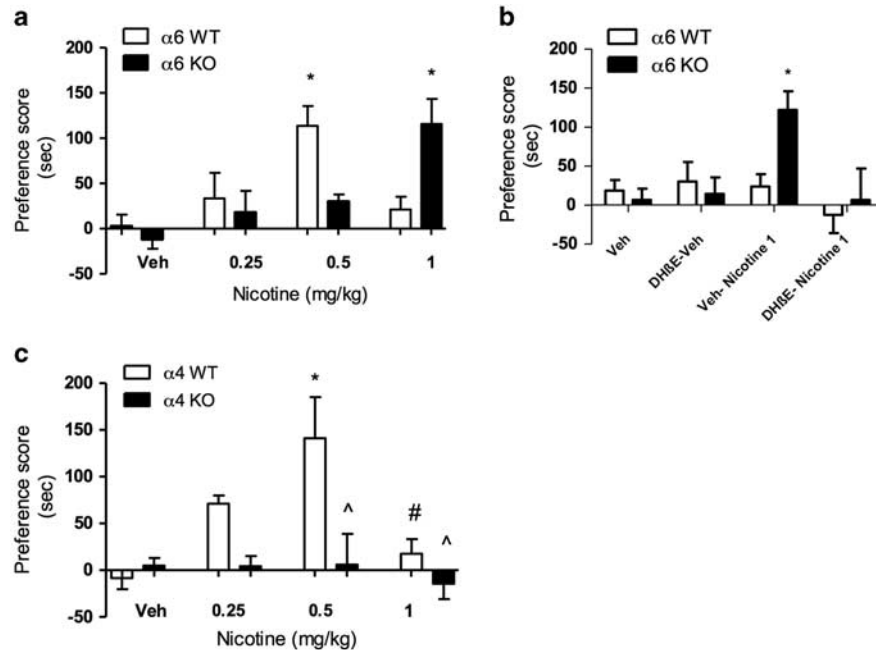 a
α6 WT
α6 KO
Preference score
(sec)
200
150
100
50
0
-50
*
*
Veh
0.25
0.5
1
Nicotine (mg/kg)
b
α6 WT
α6 KO
Preference score
(sec)
200
150
100
50
0
-50
*
Veh
DHßE-Veh
Veh- Nicotine 1
DHßE- Nicotine 1
c
α4 WT
α4 KO
Preference score
(sec)
200
150
100
50
0
-50
*
^
#
^
Veh
0.25
0.5
1
Nicotine (mg/kg)